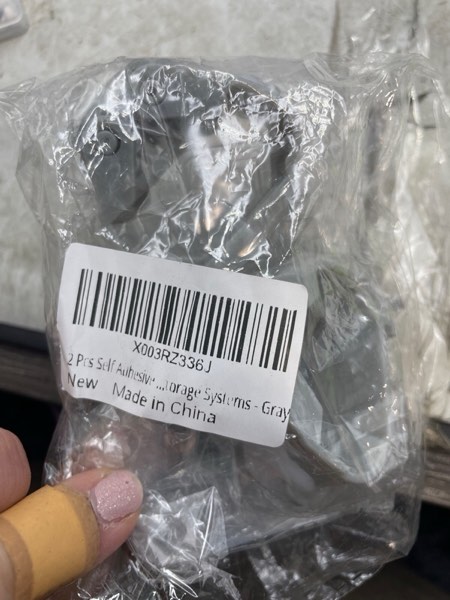 X003RZ336J
2 Pcs Self Adhesive...torage Systems - Gray
New Made in China